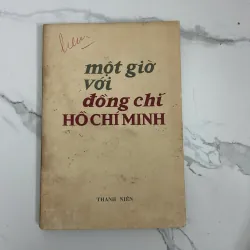 một giờ
với
đồng chí
HỒ CHÍ MINH
THANH NIÊN